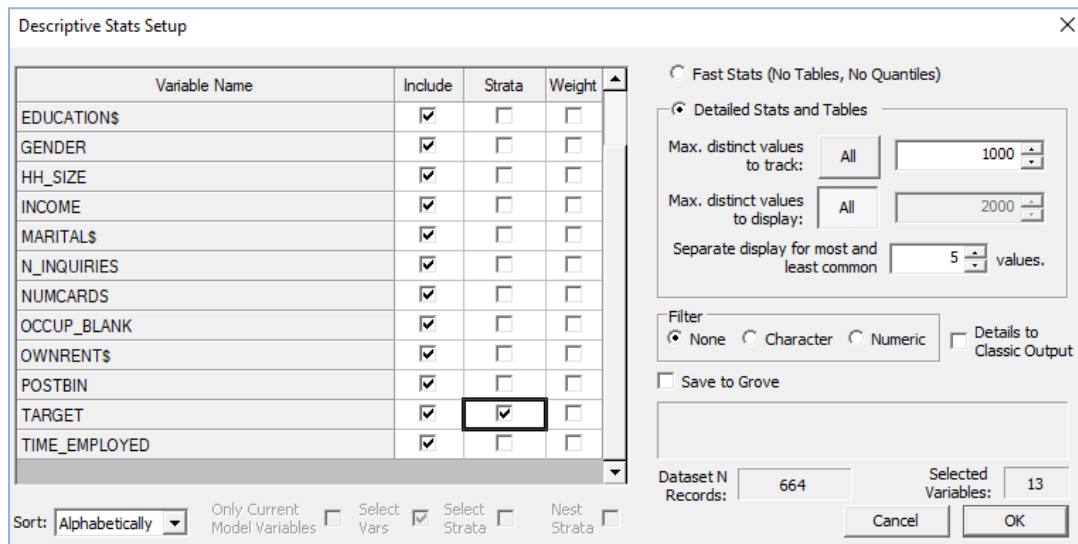 Descriptive Stats Setup
Variable Name Include Strata Weight
EDUCATION$
GENDER
HH_SIZE
INCOME
MARITAL$
N_INQUIRIES
NUMCARDS
OCCUP_BLANK
OWNRENT$
POSTBIN
TARGET
TIME_EMPLOYED
Sort: Alphabetically
Only Current
Model Variables
Select
Vars
Select
Strata
Nest
Strata
Fast Stats (No Tables, No Quantiles)
Detailed Stats and Tables
Max. distinct values
to track:
All
1000
Max. distinct values
to display:
All
2000
Separate display for most and
least common
5 values.
Filter
None Character Numeric
Details to
Classic Output
Save to Grove
Dataset N
Records:
664
Selected
Variables:
13
Cancel OK